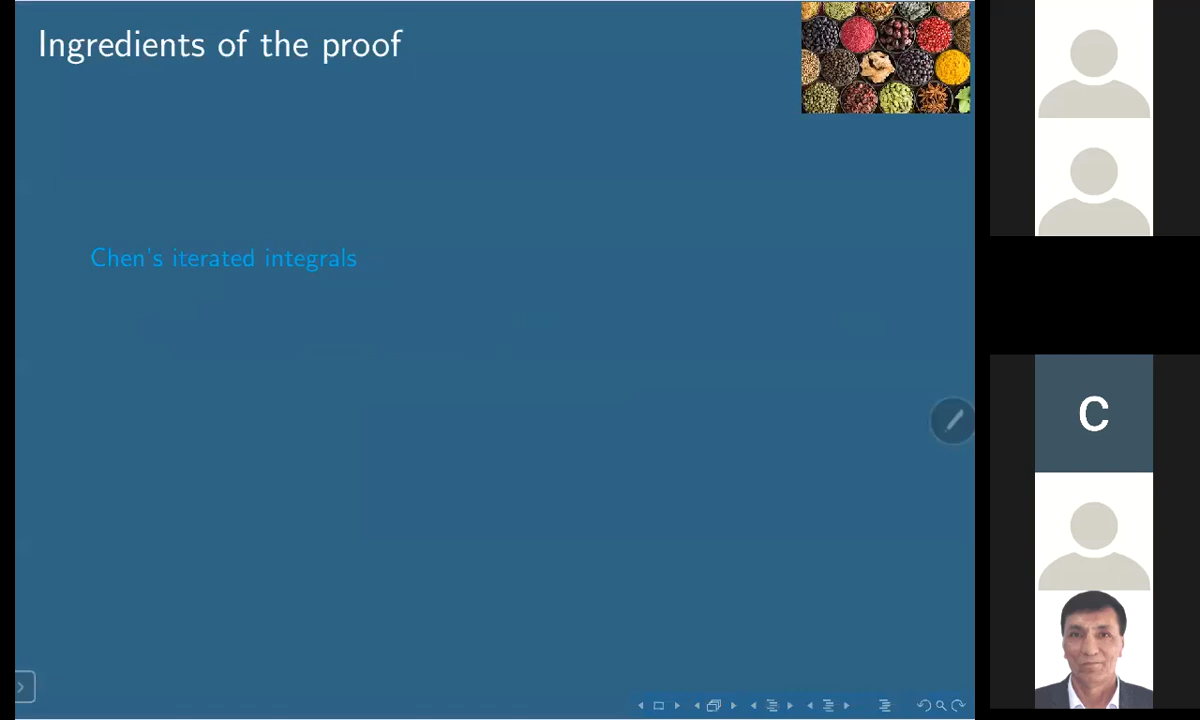 Ingredients of the proof
Chen's iterated integrals
C